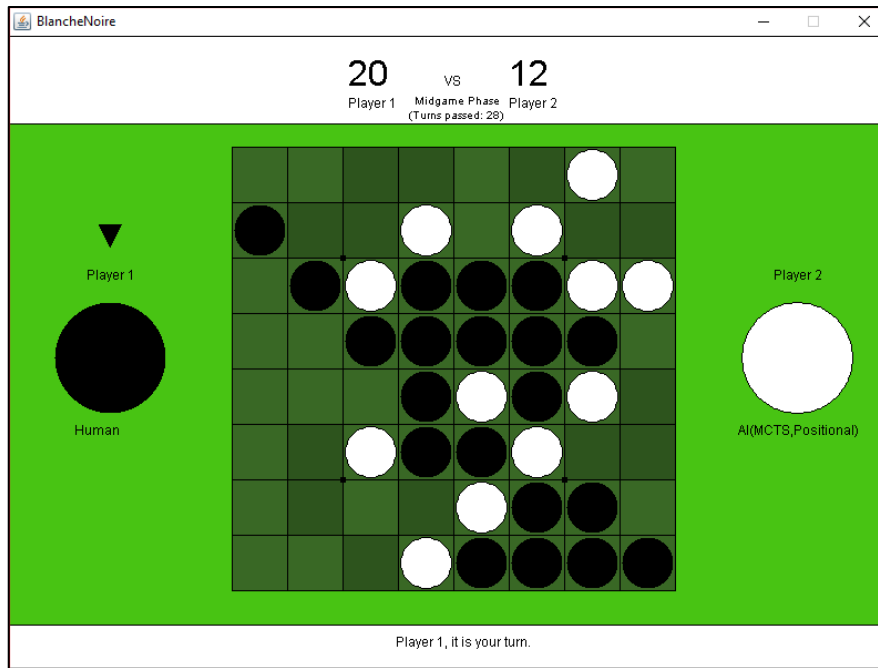 BlancheNoire
20 VS 12
Player 1 Midgame Phase Player 2
(Turns passed: 28)
Player 1
Player 2
Human
AI(MCTS,Positional)
Player 1, it is your turn.